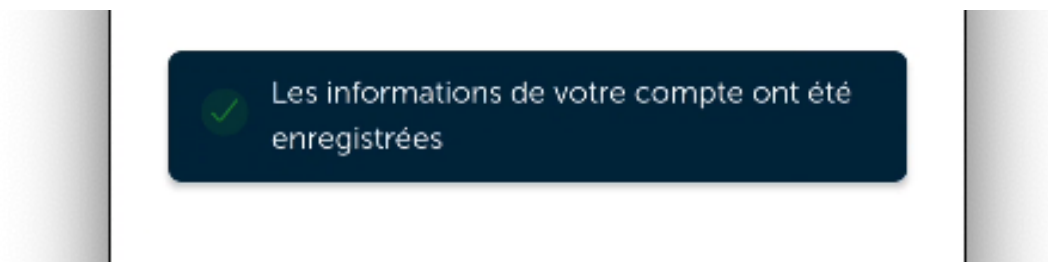 Les informations de votre compte ont été
enregistrées